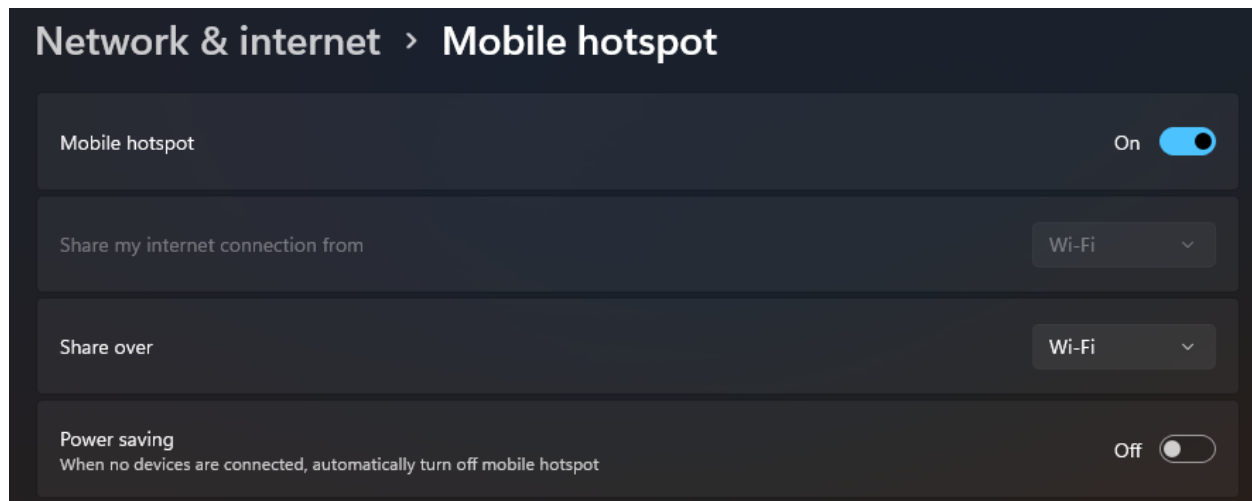 Network & internet > Mobile hotspot
Mobile hotspot
On
Share my internet connection from
Wi-Fi
Share over
Wi-Fi
Power saving
When no devices are connected, automatically turn off mobile hotspot
Off